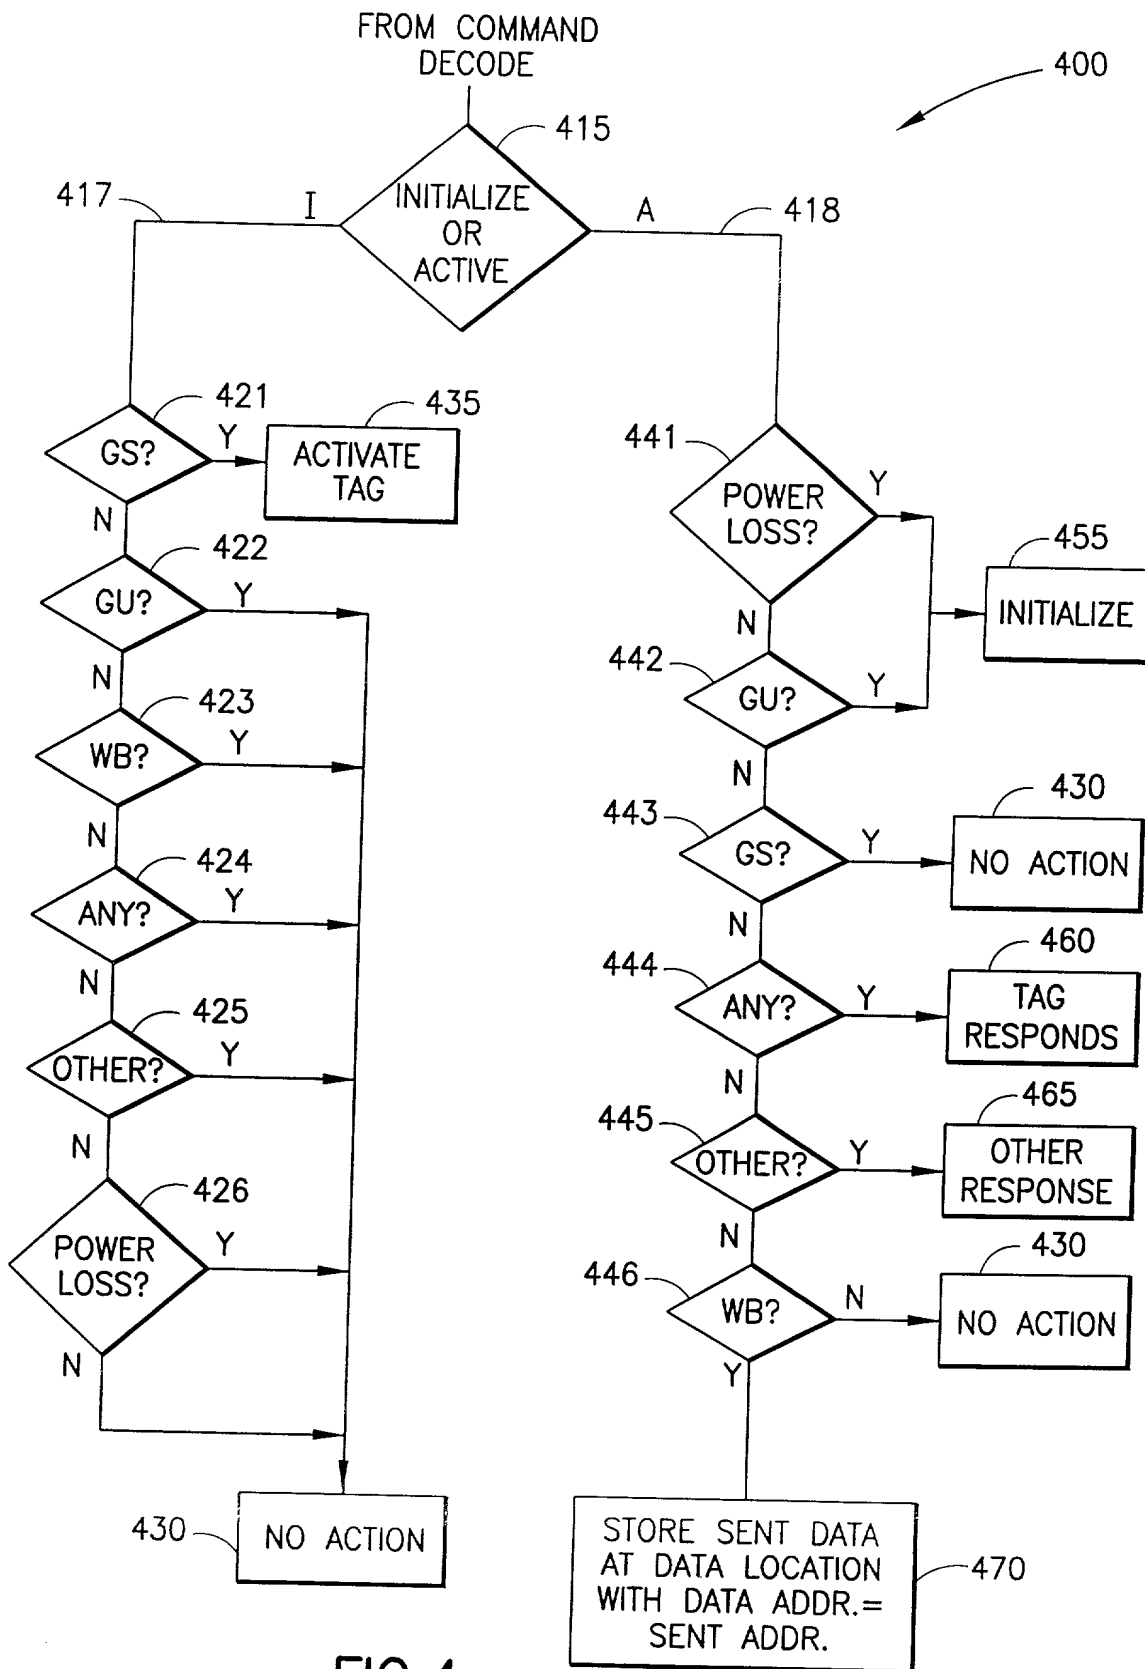 FROM COMMAND
DECODE
400
415
417
I
INITIALIZE
OR
ACTIVE
A
418
421
GS?
Y
435
ACTIVATE
TAG
N
422
GU?
Y
N
423
WB?
Y
N
424
ANY?
Y
N
425
OTHER?
Y
N
426
POWER
LOSS?
Y
N
430
NO ACTION
441
POWER
LOSS?
Y
455
INITIALIZE
N
442
GU?
Y
N
443
GS?
Y
430
NO ACTION
N
444
ANY?
Y
460
TAG
RESPONDS
N
445
OTHER?
Y
465
OTHER
RESPONSE
N
446
WB?
N
430
NO ACTION
Y
STORE SENT DATA
AT DATA LOCATION
WITH DATA ADDR.=
SENT ADDR.
470